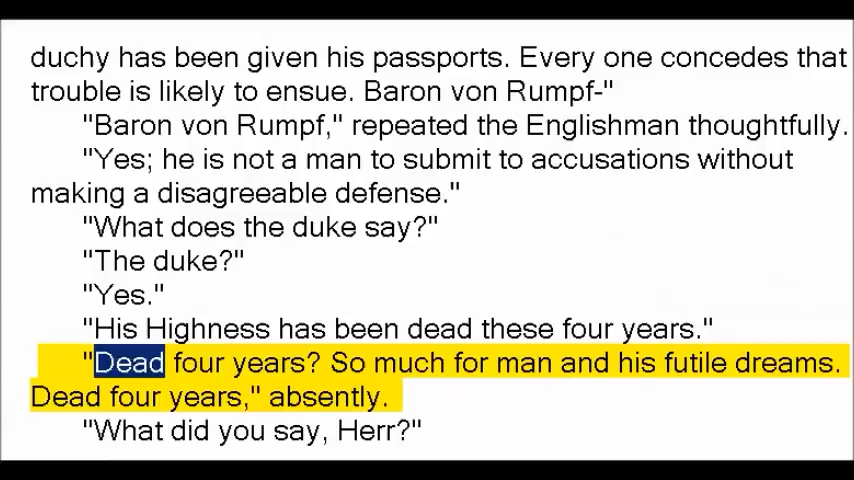 duchy has been given his passports. Every one concedes that
trouble is likely to ensue. Baron von Rumpf-"
"Baron von Rumpf," repeated the Englishman thoughtfully.
"Yes; he is not a man to submit to accusations without
making a disagreeable defense."
"What does the duke say?"
"The duke?"
"Yes."
"His Highness has been dead these four years."
"Dead four years? So much for man and his futile dreams.
Dead four years," absently.
"What did you say, Herr?"